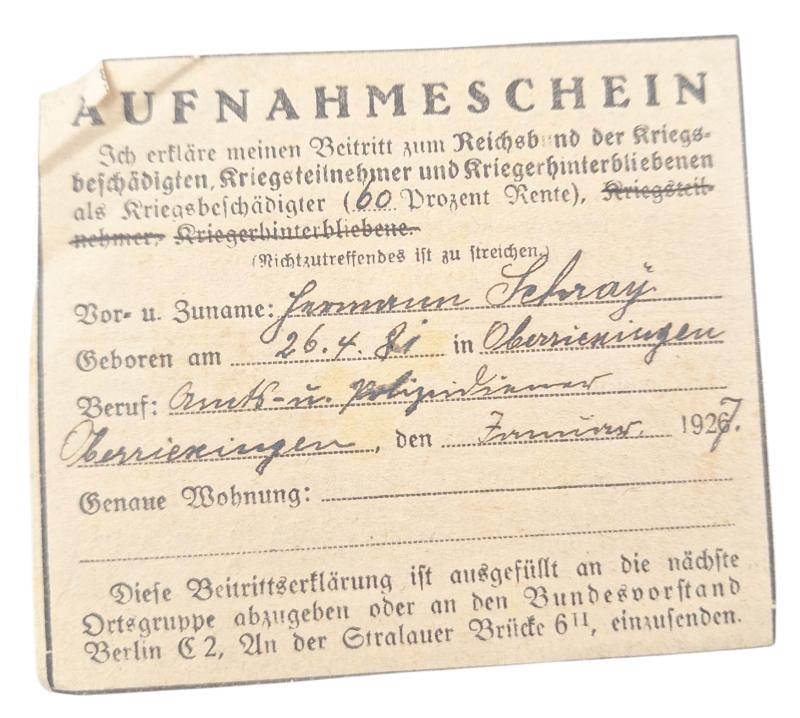 AUFNAHMESCHEIN
Ich erkläre meinen Beitritt zum Reichsbund der Kriegs-
beschädigten, Kriegsteilnehmer und Kriegerhinterbliebenen
als Kriegsbeschädigter (60 Prozent Rente), Kriegsteil-
nehmer, Kriegerhinterbliebene.
(Nichtzutreffendes ist zu streichen.)
Vor- u. Zuname: Hermann Schray
Geboren am 26.4.81 in Oberriexingen
Beruf: Amts- u. Polizeidiener
Oberriexingen, den Januar 1927.
Genaue Wohnung:
Diese Beitrittserklärung ist ausgefüllt an die nächste
Ortsgruppe abzugeben oder an den Bundesvorstand
Berlin C 2, An der Stralauer Brücke 6 II, einzusenden.